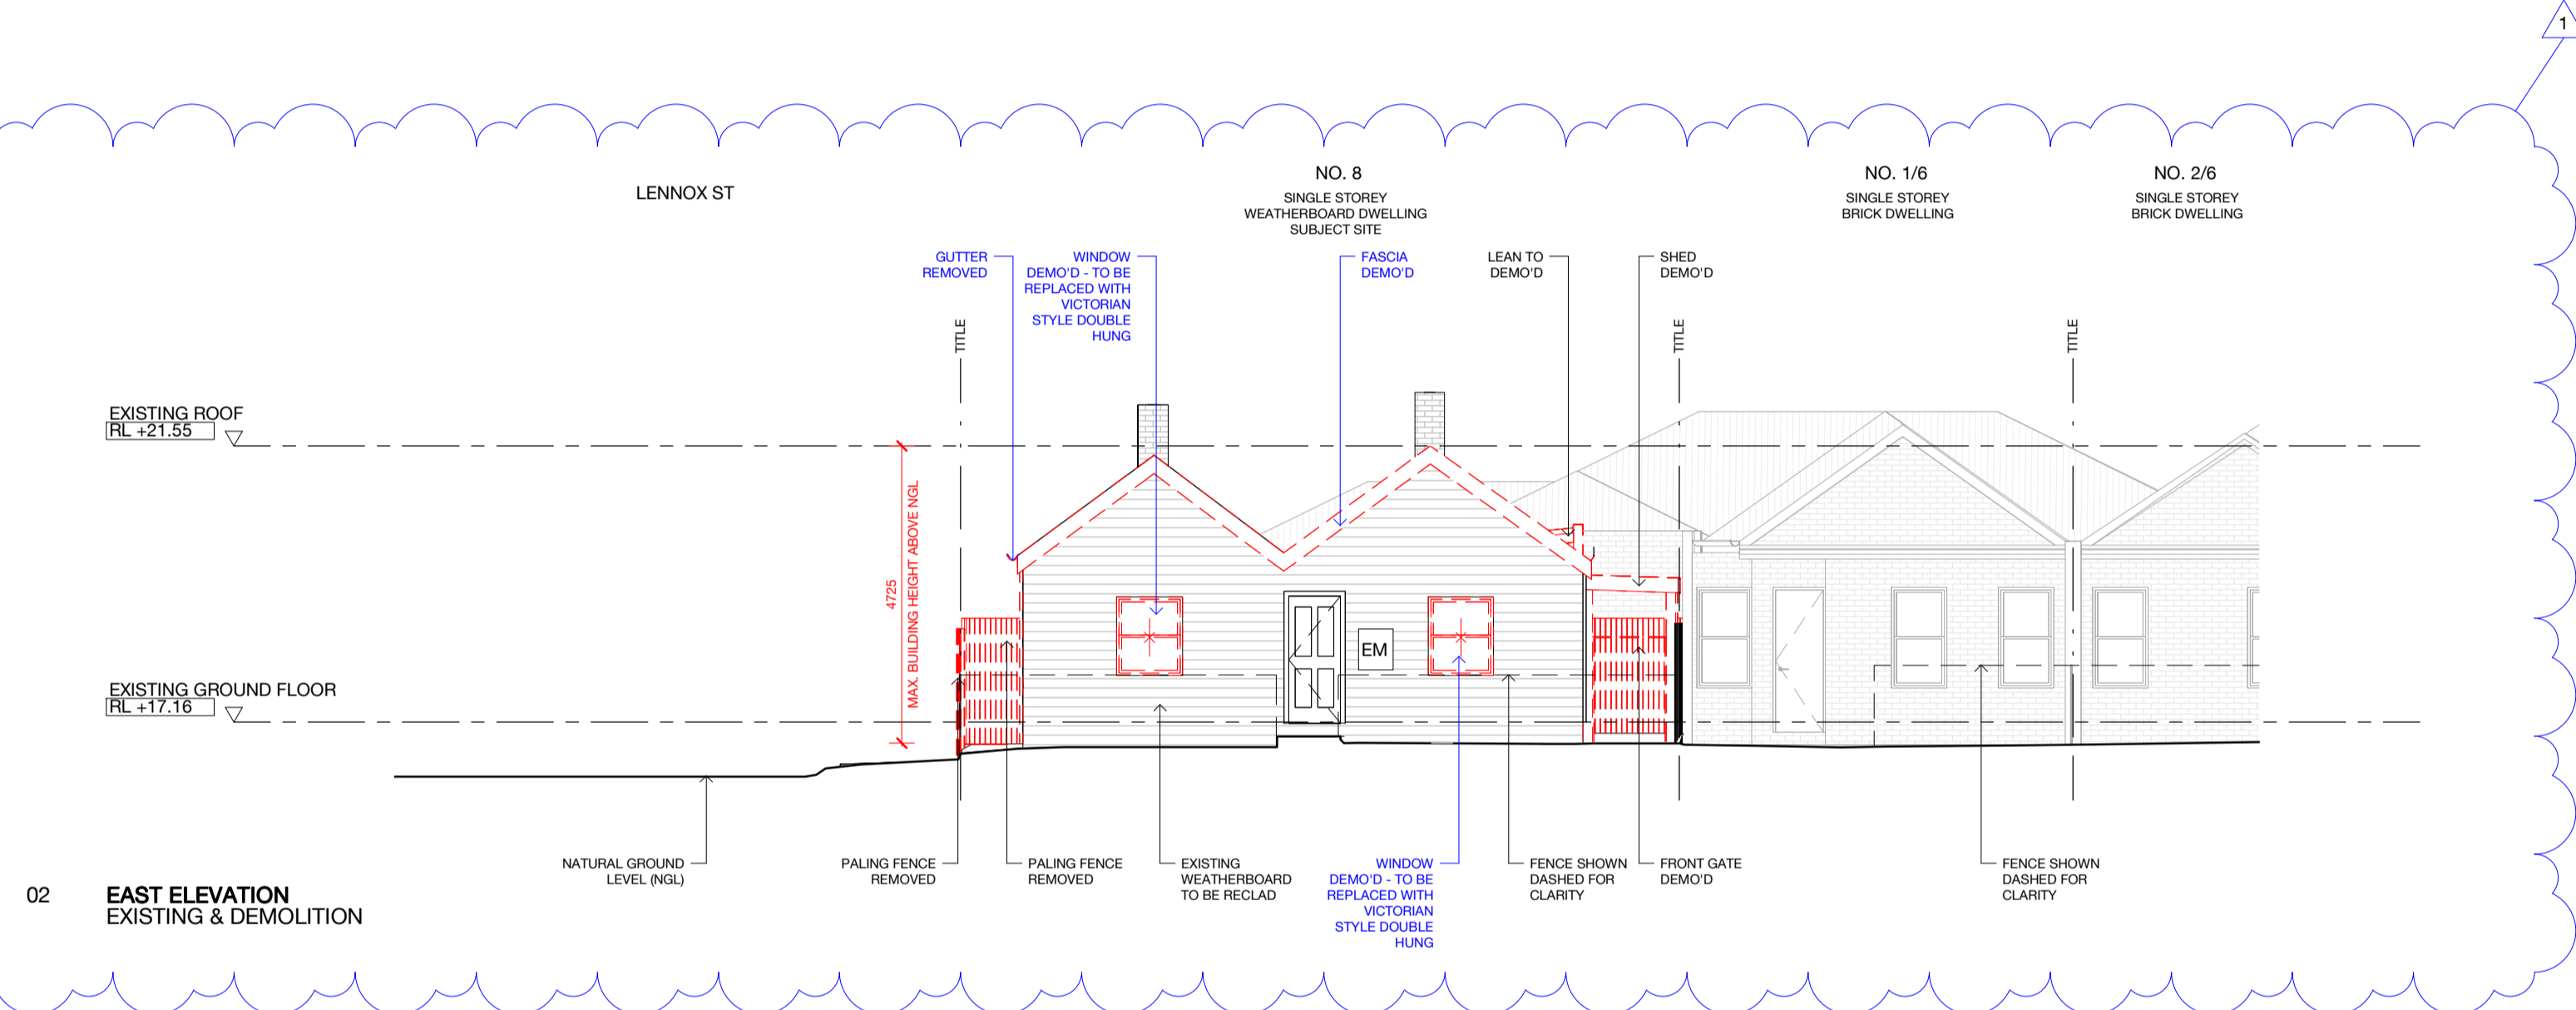 1
LENNOX ST
NO. 8
SINGLE STOREY
WEATHERBOARD DWELLING
SUBJECT SITE
NO. 1/6
SINGLE STOREY
BRICK DWELLING
NO. 2/6
SINGLE STOREY
BRICK DWELLING
GUTTER
REMOVED
WINDOW
DEMO'D - TO BE
REPLACED WITH
VICTORIAN
STYLE DOUBLE
HUNG
FASCIA
DEMO'D
LEAN TO
DEMO'D
SHED
DEMO'D
TITLE
TITLE
TITLE
EXISTING ROOF
RL +21.55
4725
MAX. BUILDING HEIGHT ABOVE NGL
EM
EXISTING GROUND FLOOR
RL +17.16
NATURAL GROUND
LEVEL (NGL)
PALING FENCE
REMOVED
PALING FENCE
REMOVED
EXISTING
WEATHERBOARD
TO BE RECLAD
WINDOW
DEMO'D - TO BE
REPLACED WITH
VICTORIAN
STYLE DOUBLE
HUNG
FENCE SHOWN
DASHED FOR
CLARITY
FRONT GATE
DEMO'D
FENCE SHOWN
DASHED FOR
CLARITY
02
EAST ELEVATION
EXISTING & DEMOLITION